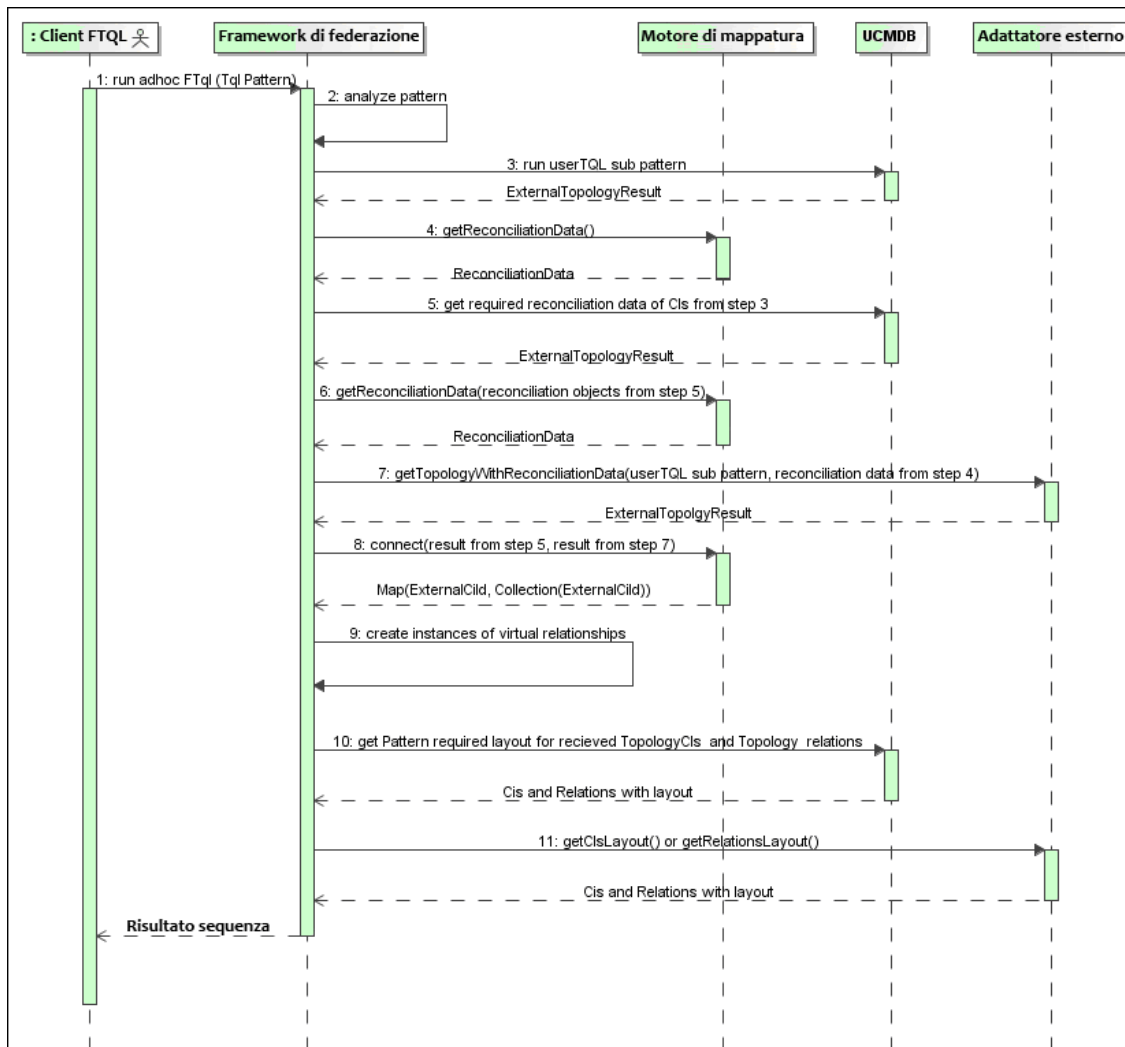 : Client FTQL
Framework di federazione
Motore di mappatura
UCMDB
Adattatore esterno
1: run adhoc FTql (Tql Pattern)
2: analyze pattern
3: run userTQL sub pattern
ExternalTopologyResult
4: getReconciliationData()
ReconciliationData
5: get required reconciliation data of CIs from step 3
ExternalTopologyResult
6: getReconciliationData(reconciliation objects from step 5)
ReconciliationData
7: getTopologyWithReconciliationData(userTQL sub pattern, reconciliation data from step 4)
ExternalTopolgyResult
8: connect(result from step 5, result from step 7)
Map(ExternalCiId, Collection(ExternalCiId))
9: create instances of virtual relationships
10: get Pattern required layout for recieved TopologyCIs and Topology relations
Cis and Relations with layout
11: getCIsLayout() or getRelationsLayout()
Cis and Relations with layout
Risultato sequenza